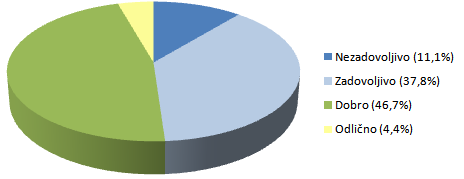 Nezadovoljivo (11,1%)
Zadovoljivo (37,8%)
Dobro (46,7%)
Odlično (4,4%)